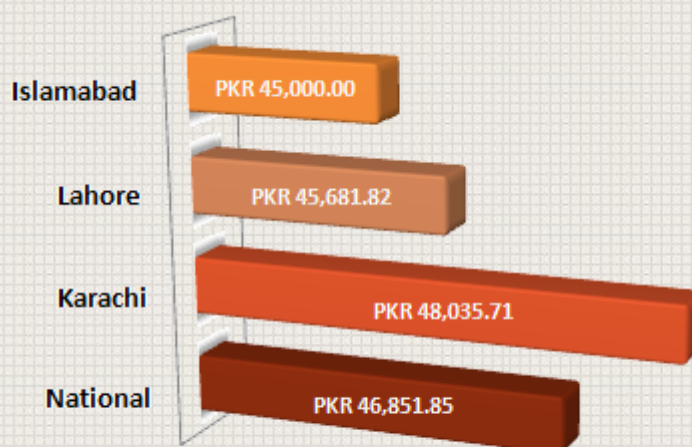 Islamabad PKR 45,000.00
Lahore PKR 45,681.82
Karachi PKR 48,035.71
National PKR 46,851.85